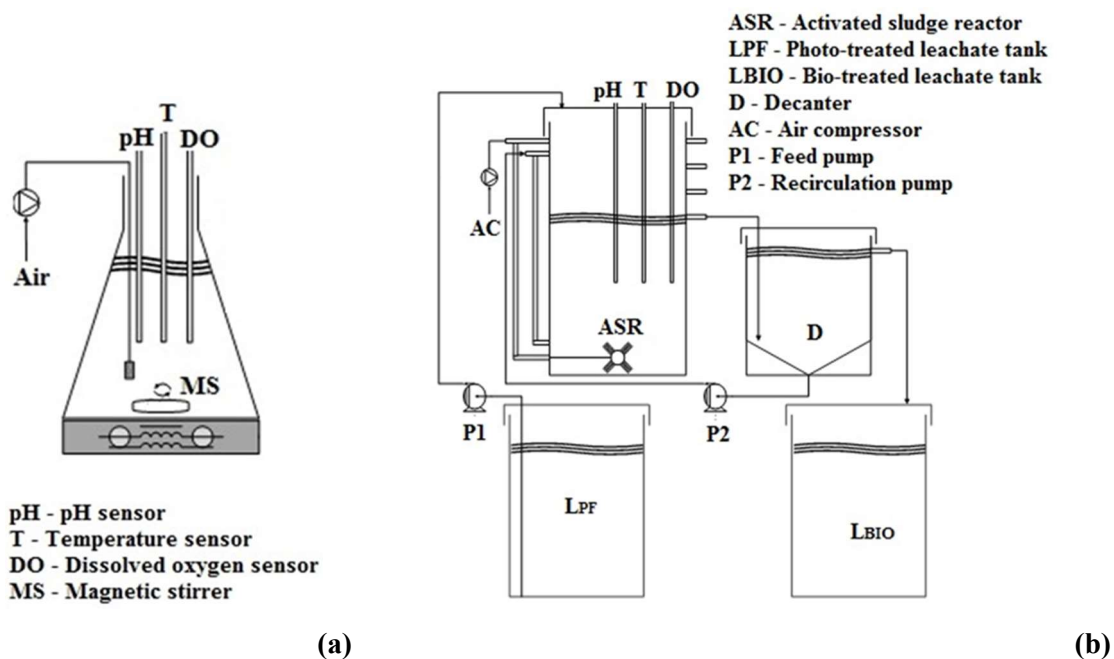 T
pH DO
Air
MS
pH - pH sensor
T - Temperature sensor
DO - Dissolved oxygen sensor
MS - Magnetic stirrer
(a)
ASR - Activated sludge reactor
LPF - Photo-treated leachate tank
LBIO - Bio-treated leachate tank
D - Decanter
AC - Air compressor
P1 - Feed pump
P2 - Recirculation pump
pH T DO
AC
ASR
D
P1
P2
LPF
LBIO
(b)